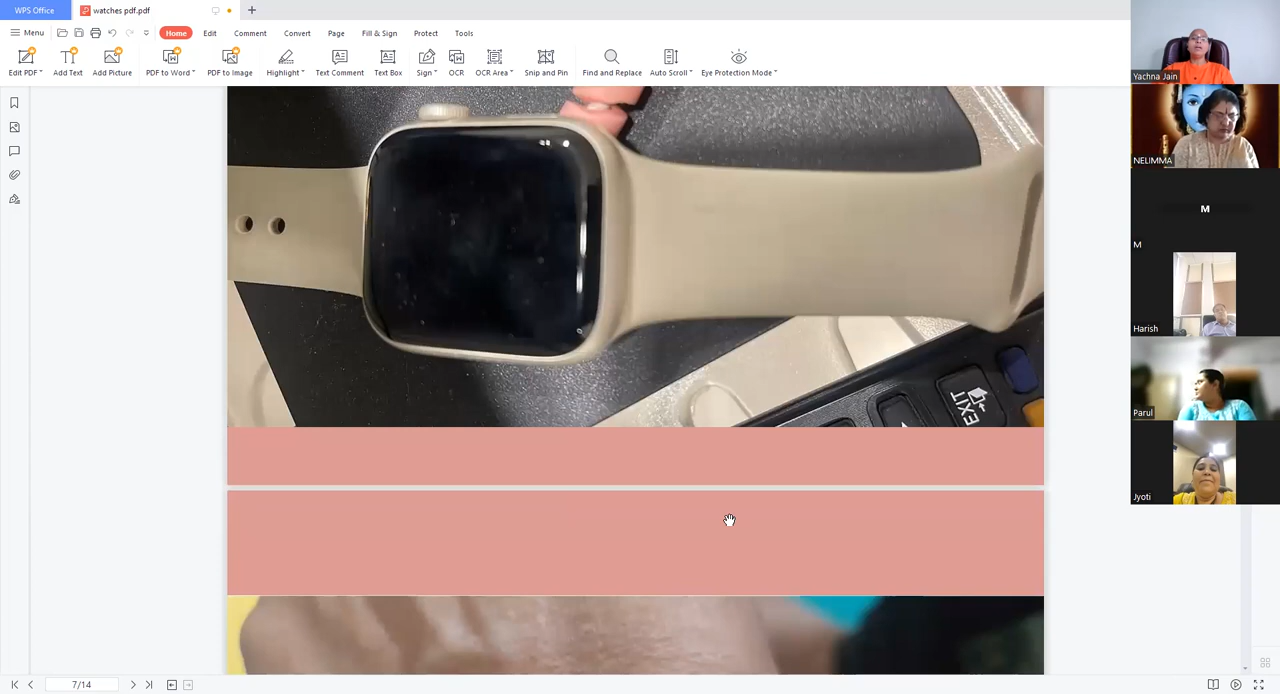 WPS Office
watches pdf.pdf
Menu
Home
Edit
Comment
Convert
Page
Fill & Sign
Protect
Tools
Edit PDF
Add Text
Add Picture
PDF to Word
PDF to Image
Highlight
Text Comment
Text Box
Sign
OCR
OCR Area
Snip and Pin
Find and Replace
Auto Scroll
Eye Protection Mode
EXIT
7/14
Yachna Jain
NELIMMA
M
M
Harish
Parul
Jyoti